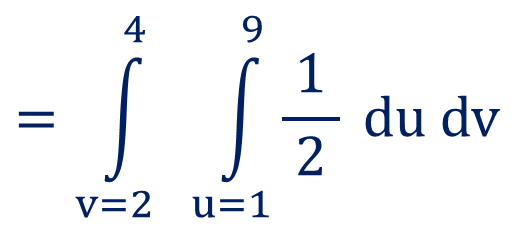 4 9
= ∫ ∫ 1/2 du dv
v=2 u=1